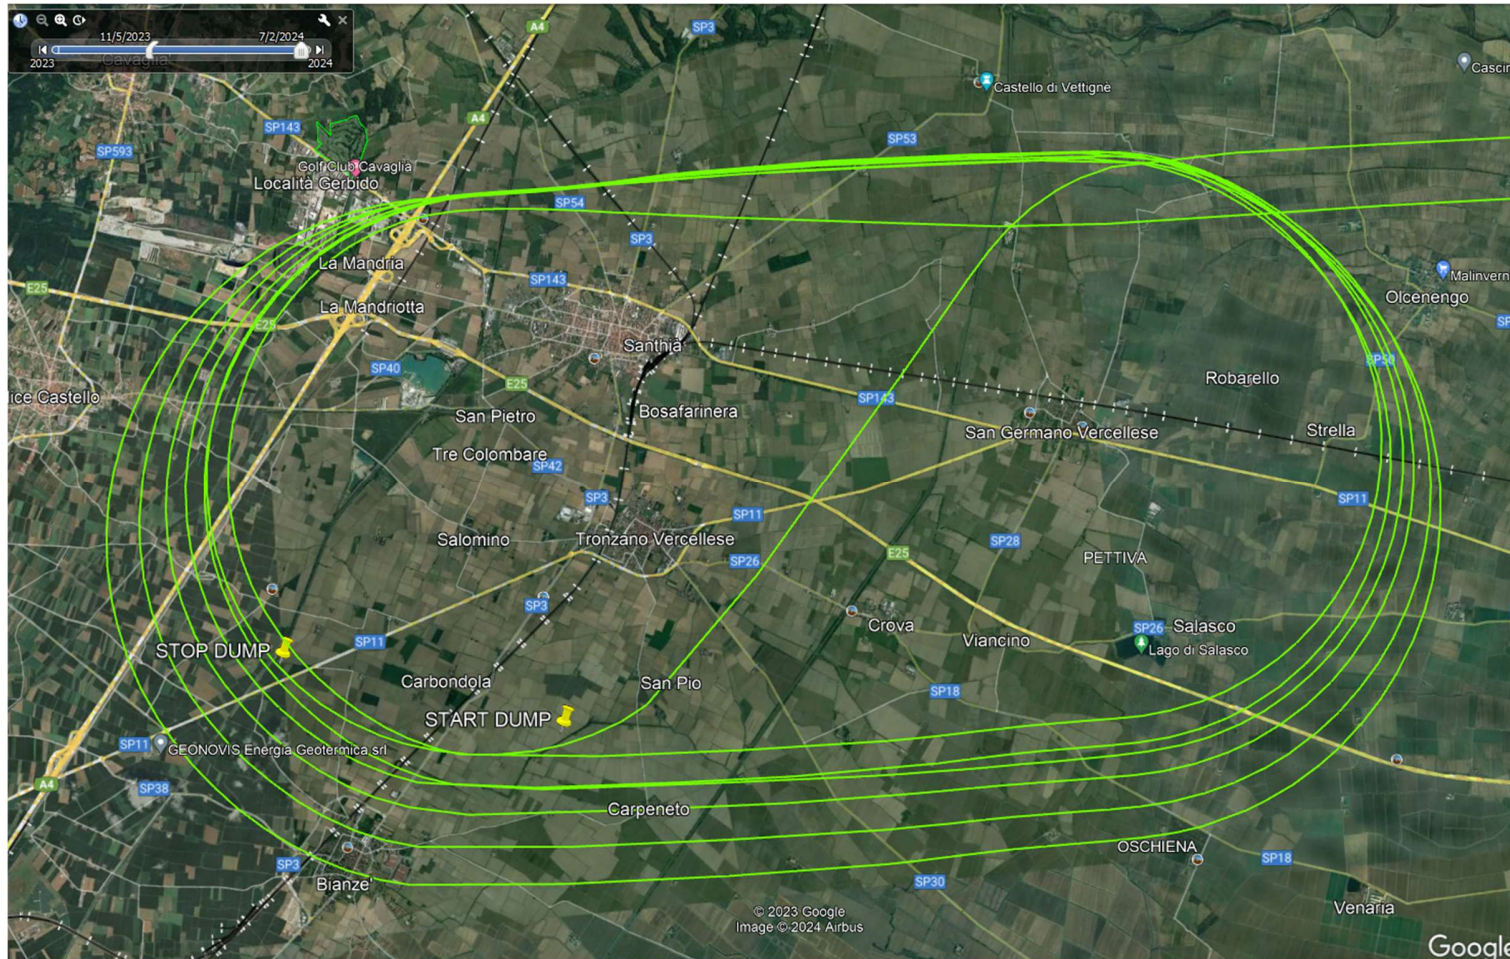 11/5/2023
7/2/2024
2023
2024
Cavaglià
A4
SP3
Castello di Vettignè
A4
SP143
SP593
SP53
Golf Club Cavaglia
Località Gerbido
SP54
SP3
La Mandria
SP143
E25
La Mandriotta
E25
Malinvern
Olcenengo
Santhià
SP40
E25
SP50
Robarello
ice Castello
SP143
San Pietro
Bosafarinera
San Germano Vercellese
Strella
Tre Colombare
SP42
SP3
SP11
SP11
Salomino
Tronzano Vercellese
SP28
E25
SP26
PETTIVA
SP3
Crova
SP26
Salasco
SP11
Viancino
Lago di Salasco
STOP DUMP
Carbondola
San Pio
SP18
START DUMP
SP11
GEONOVIS Energia Geotermica srl
A4
SP38
Carpeneto
OSCHIENA
SP18
SP3
Bianze'
SP30
Venaria
© 2023 Google
Image © 2024 Airbus
Google